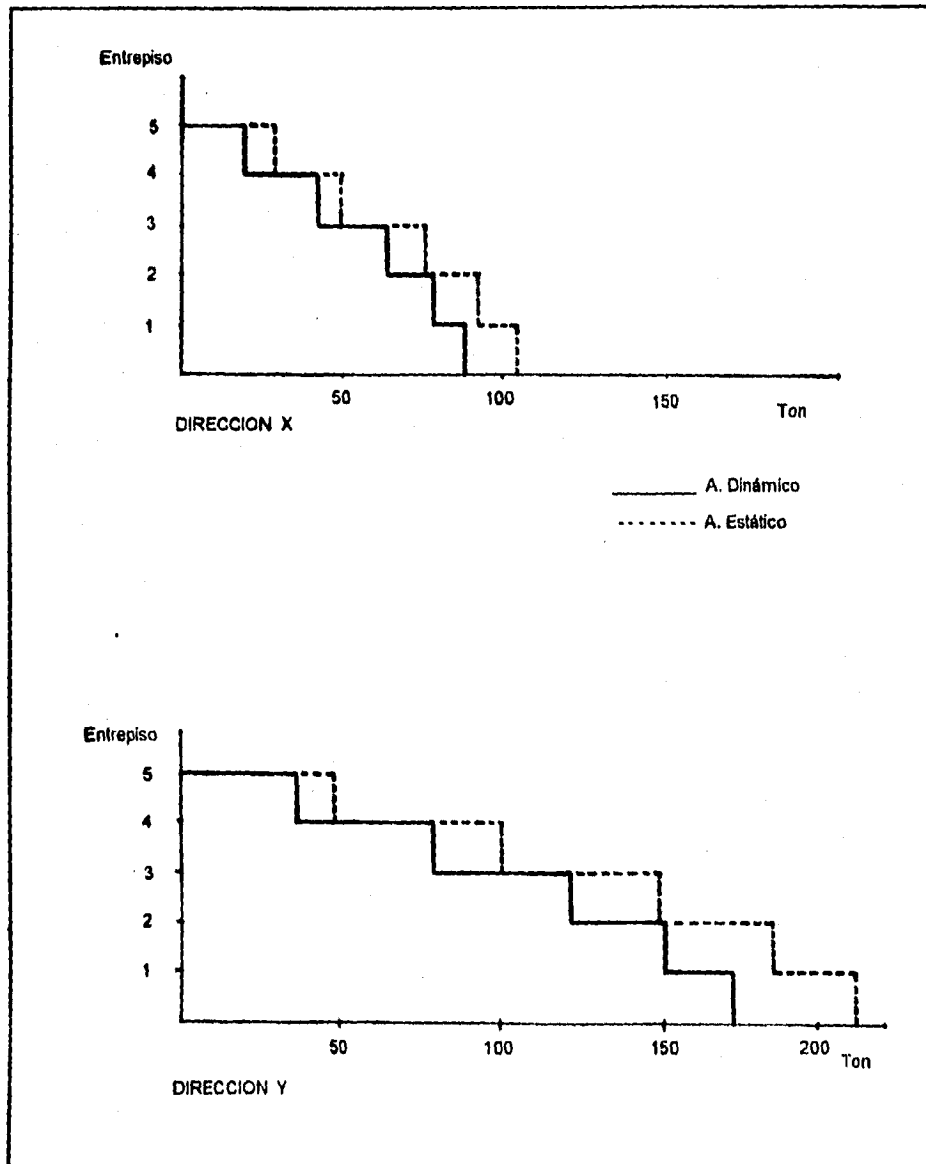 Entrepiso
5
4
3
2
1
50 100 150 Ton
DIRECCION X
A. Dinámico
A. Estático
Entrepiso
5
4
3
2
1
50 100 150 200 Ton
DIRECCION Y